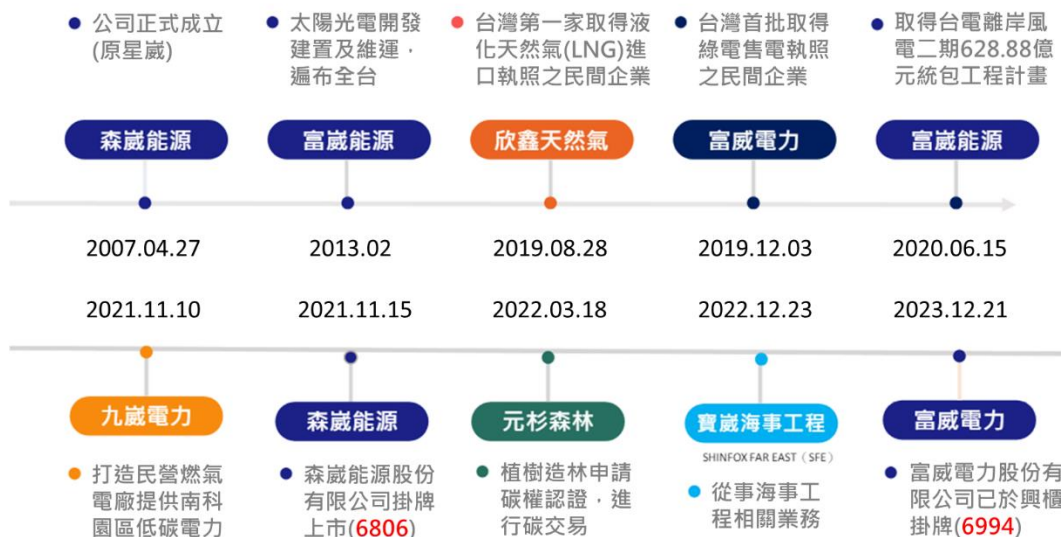 公司正式成立
(原星崴)
太陽光電開發
建置及維運，
遍布全台
台灣第一家取得液
化天然氣(LNG)進
口執照之民間企業
台灣首批取得
綠電售電執照
之民間企業
取得台電離岸風
電二期628.88億
元統包工程計畫
森崴能源
富崴能源
欣鑫天然氣
富威電力
富崴能源
2007.04.27
2013.02
2019.08.28
2019.12.03
2020.06.15
2021.11.10
2021.11.15
2022.03.18
2022.12.23
2023.12.21
九崴電力
森崴能源
元杉森林
寶崴海事工程
富威電力
SHINFOX FAR EAST（SFE）
打造民營燃氣
電廠提供南科
園區低碳電力
森崴能源股份
有限公司掛牌
上市(6806)
植樹造林申請
碳權認證，進
行碳交易
從事海事工
程相關業務
富威電力股份有
限公司已於興櫃
掛牌(6994)